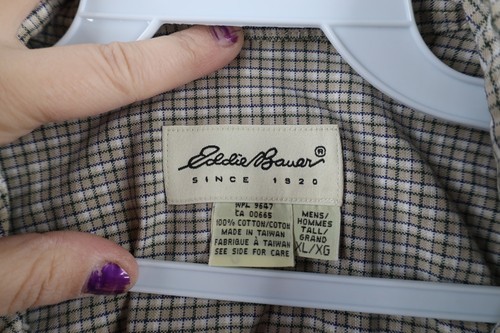 Eddie Bauer®
SINCE 1920
WPL 9647
CA 00665
100% COTTON/COTON
MADE IN TAIWAN
FABRIQUÉ À TAIWAN
SEE SIDE FOR CARE
MENS/
HOMMES
TALL/
GRAND
XL/XG